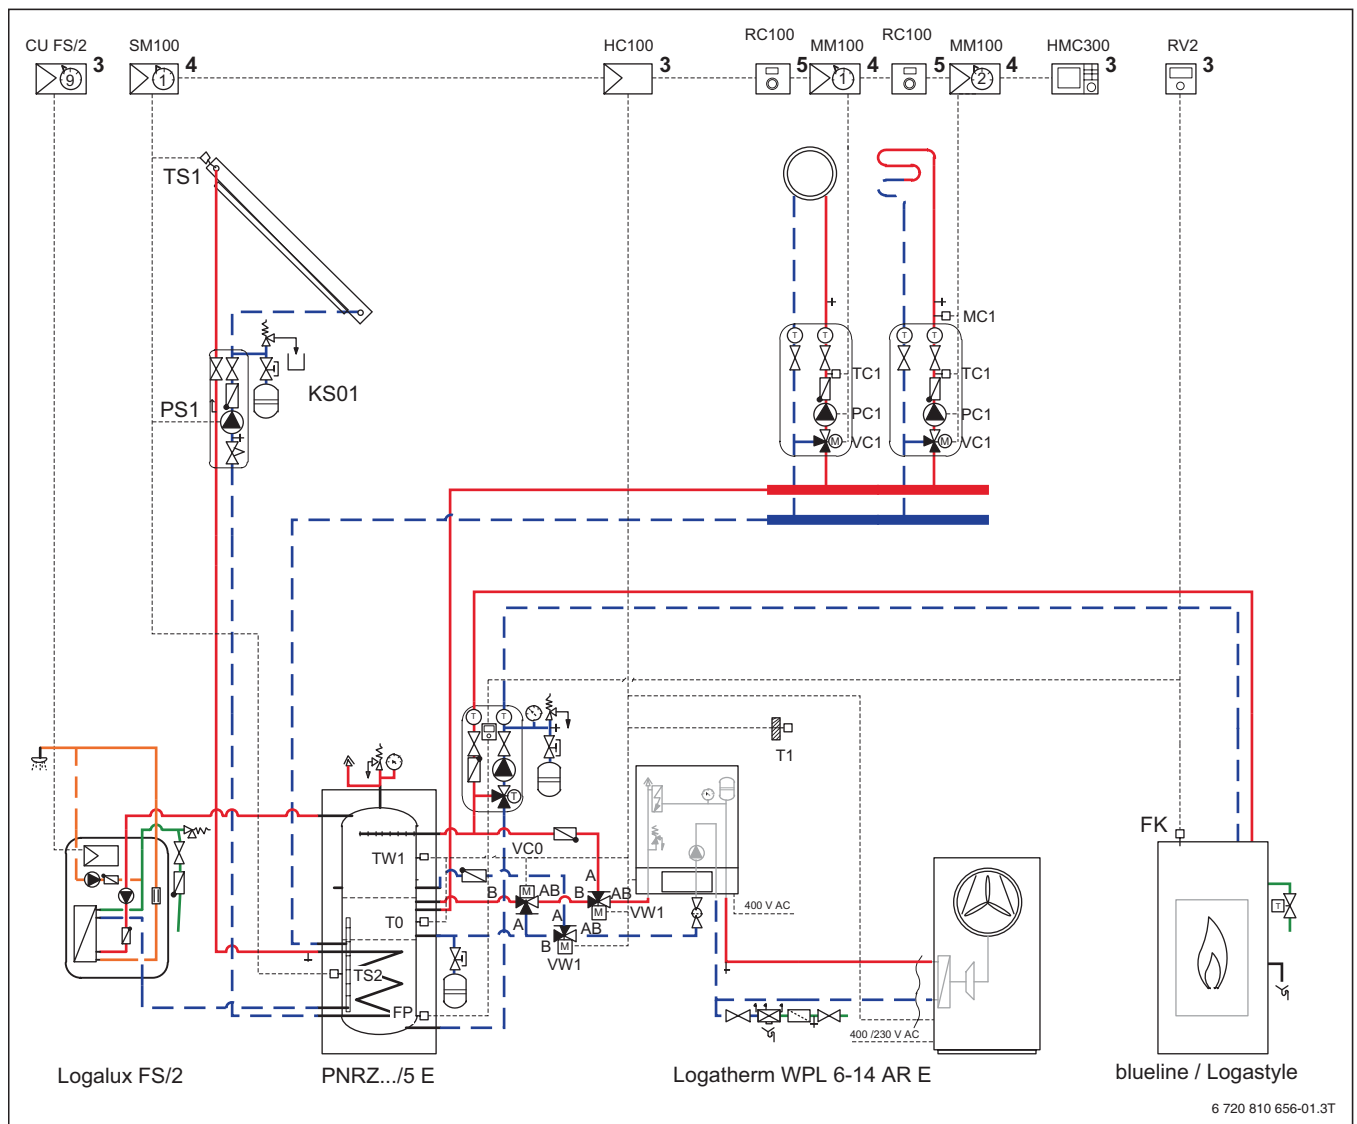 CU FS/2 SM100 HC100 RC100 MM100 RC100 MM100 HMC300 RV2
3 4 3 5 4 5 4 3 3
9 1 1 2
TS1
MC1
T T T T
TC1 TC1
KS01
PS1 PC1 PC1
M VC1 M VC1
T T
T1
T
FK
VC0
TW1
A
M
B AB B AB
400 V AC
T
T0 A A M VW1
AB
B M
VW1
TS2
FP
400 /230 V AC
Logalux FS/2 PNRZ.../5 E Logatherm WPL 6-14 AR E blueline / Logastyle
6 720 810 656-01.3T